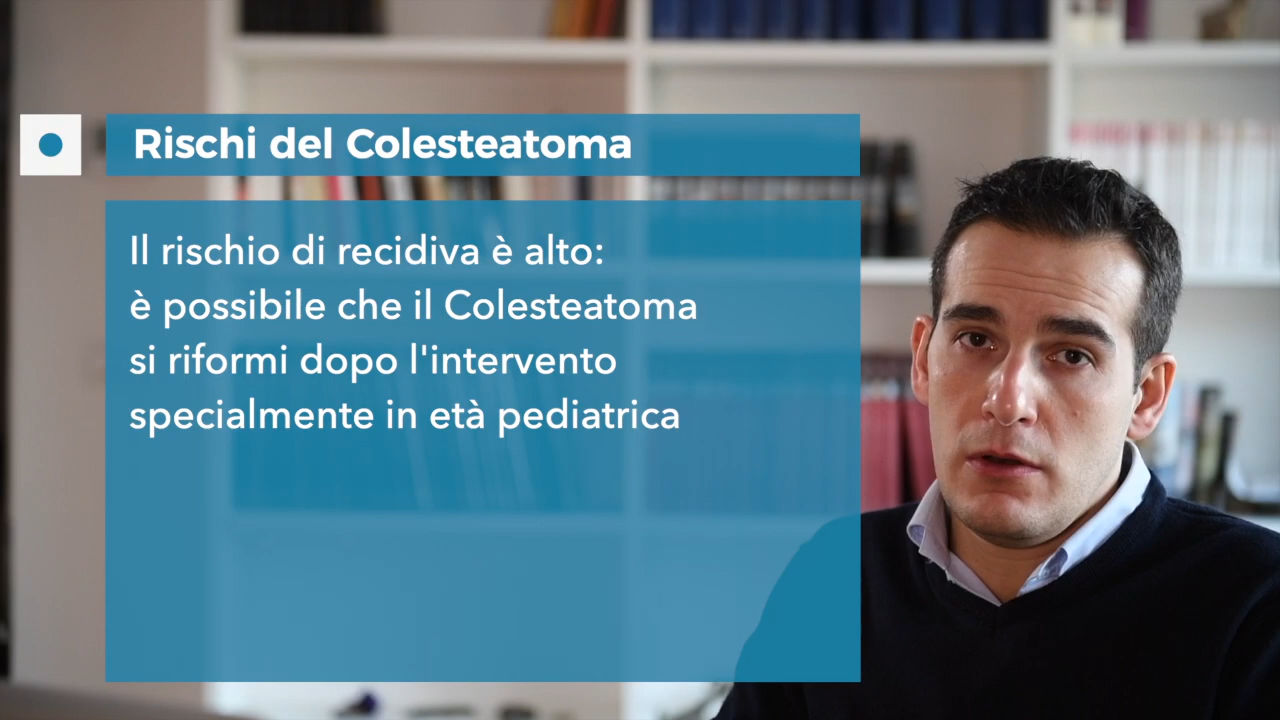 Rischi del Colesteatoma
Il rischio di recidiva è alto:
è possibile che il Colesteatoma
si riformi dopo l'intervento
specialmente in età pediatrica